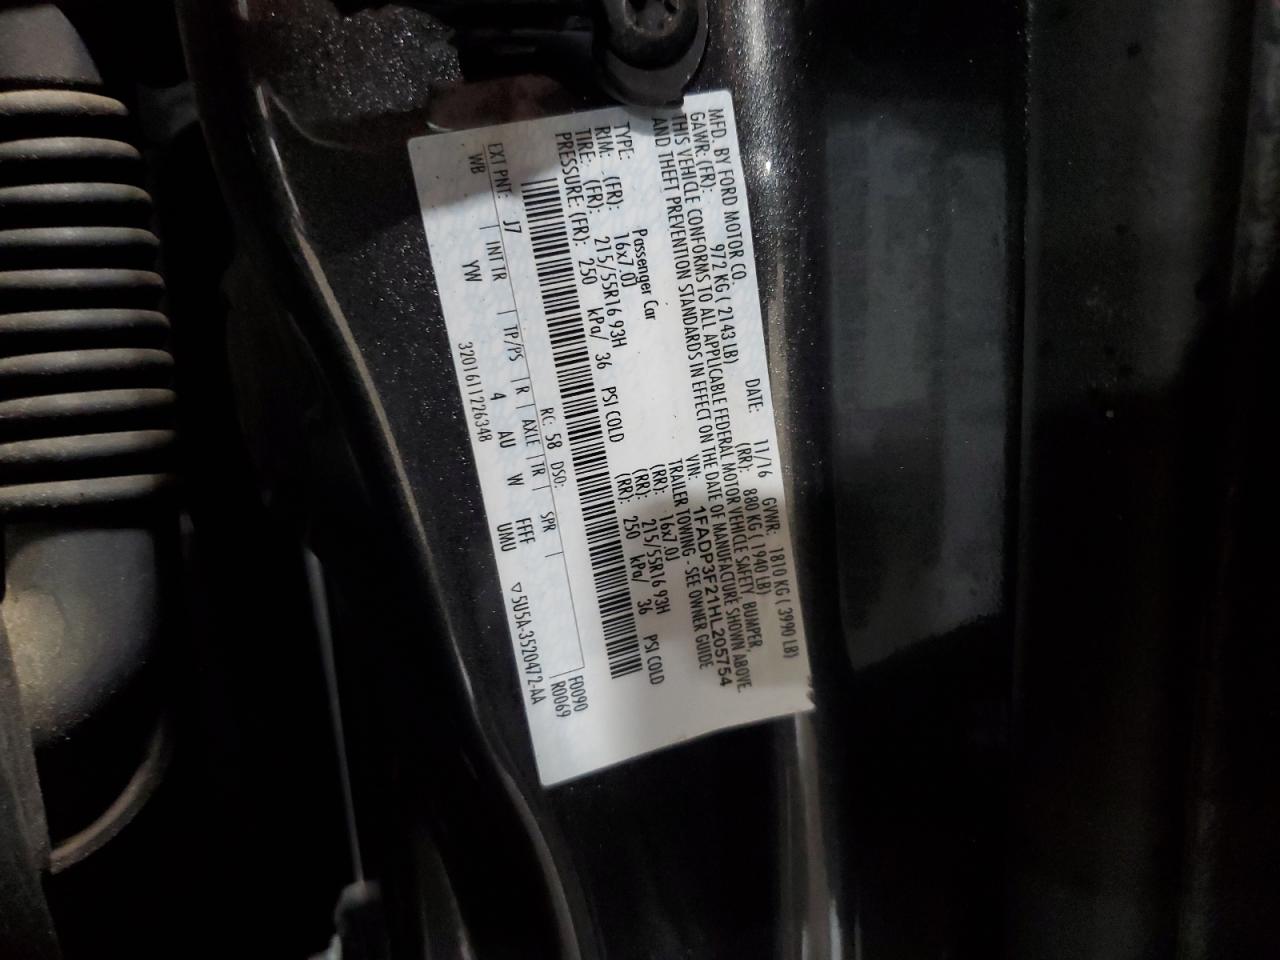 MFD. BY FORD MOTOR CO. DATE: 11/16 GVWR: 1810 KG ( 3990 LB)
GAWR: (FR): 972 KG ( 2143 LB) (RR): 880 KG ( 1940 LB)
THIS VEHICLE CONFORMS TO ALL APPLICABLE FEDERAL MOTOR VEHICLE SAFETY, BUMPER,
AND THEFT PREVENTION STANDARDS IN EFFECT ON THE DATE OF MANUFACTURE SHOWN ABOVE.
VIN: 1FADP3F21HL205754
TYPE: Passenger Car TRAILER TOWING - SEE OWNER GUIDE
RIM: (FR): 16x7.0J (RR): 16x7.0J
TIRE: (FR): 215/55R16 93H (RR): 215/55R16 93H
PRESSURE (FR): 250 kPa/ 36 PSI COLD (RR): 250 kPa/ 36 PSI COLD
RC: 58 DSO: F0090
EXT PNT: J7 R0069
INT TR TP/PS R AXLE TR SPR
WB YW 4 AU W FFFF
UMU
3201611226348 ▽ 5U5A-3520472-AA